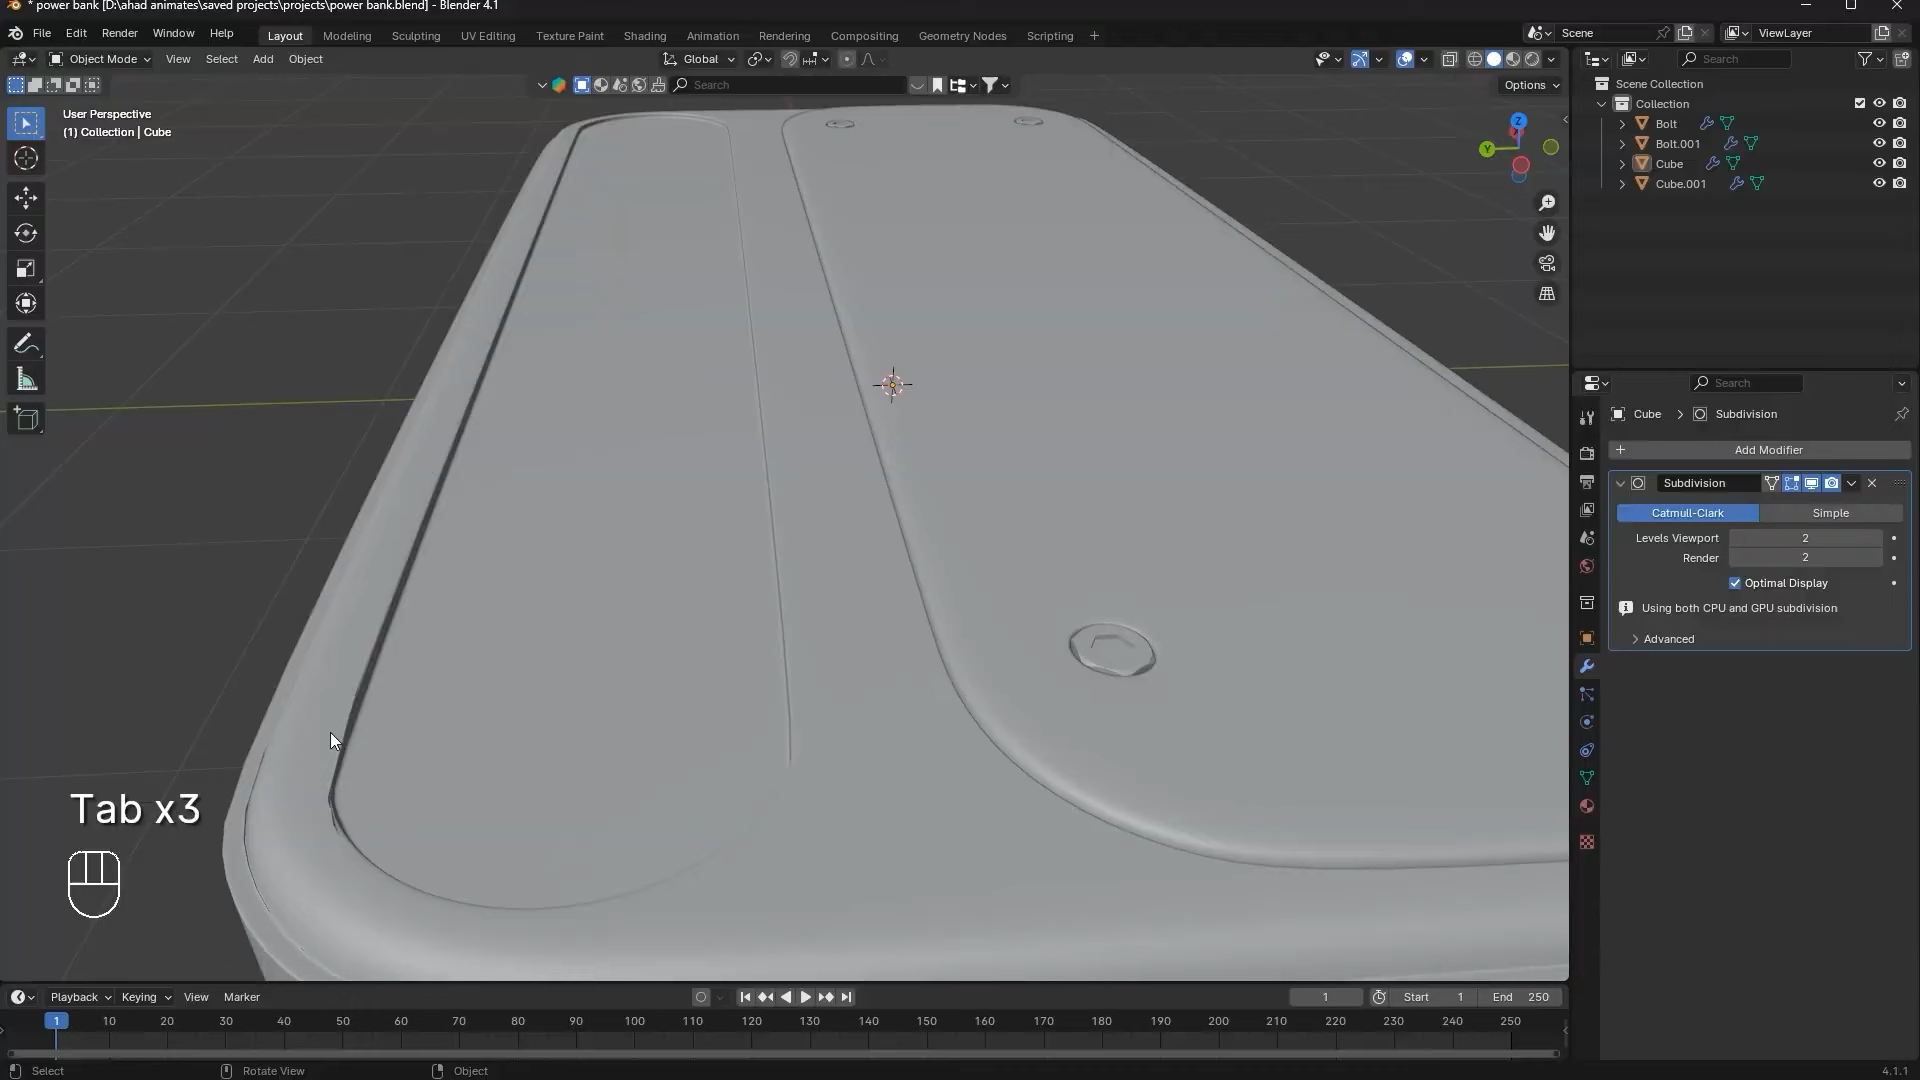 * power bank [D:\ahad animates\saved projects\projects\power bank.blend] - Blender 4.1
File Edit Render Window Help Layout Modeling Sculpting UV Editing Texture Paint Shading Animation Rendering Compositing Geometry Nodes Scripting + Scene ViewLayer
Object Mode View Select Add Object Global Search
Search Options
User Perspective
(1) Collection | Cube
Scene Collection
Collection
Bolt
Bolt.001
Cube
Cube.001
Z
Y
X
Search
Cube > Subdivision
+ Add Modifier
Subdivision
Catmull-Clark Simple
Levels Viewport 2
Render 2
Optimal Display
Using both CPU and GPU subdivision
Advanced
Tab x3
Playback Keying View Marker 1 Start 1 End 250
1 10 20 30 40 50 60 70 80 90 100 110 120 130 140 150 160 170 180 190 200 210 220 230 240 250
Select Rotate View Object 4.1.1